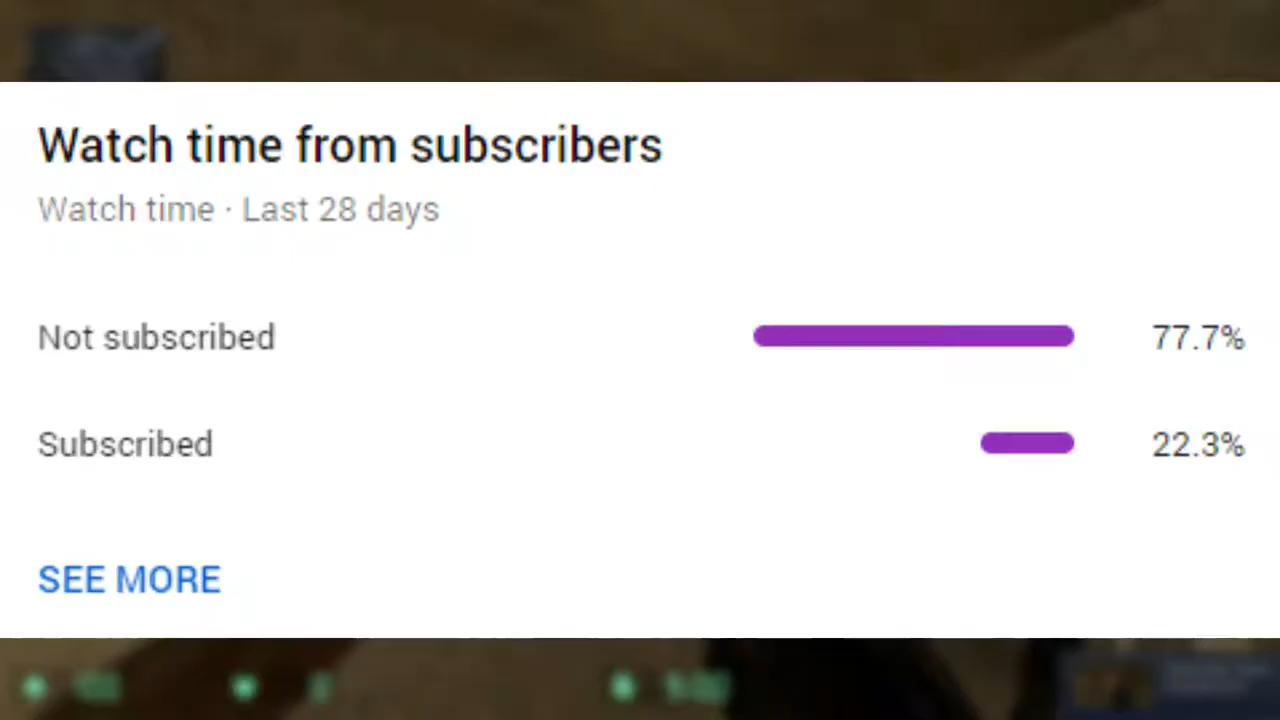 Watch time from subscribers
Watch time · Last 28 days
Not subscribed 77.7%
Subscribed 22.3%
SEE MORE